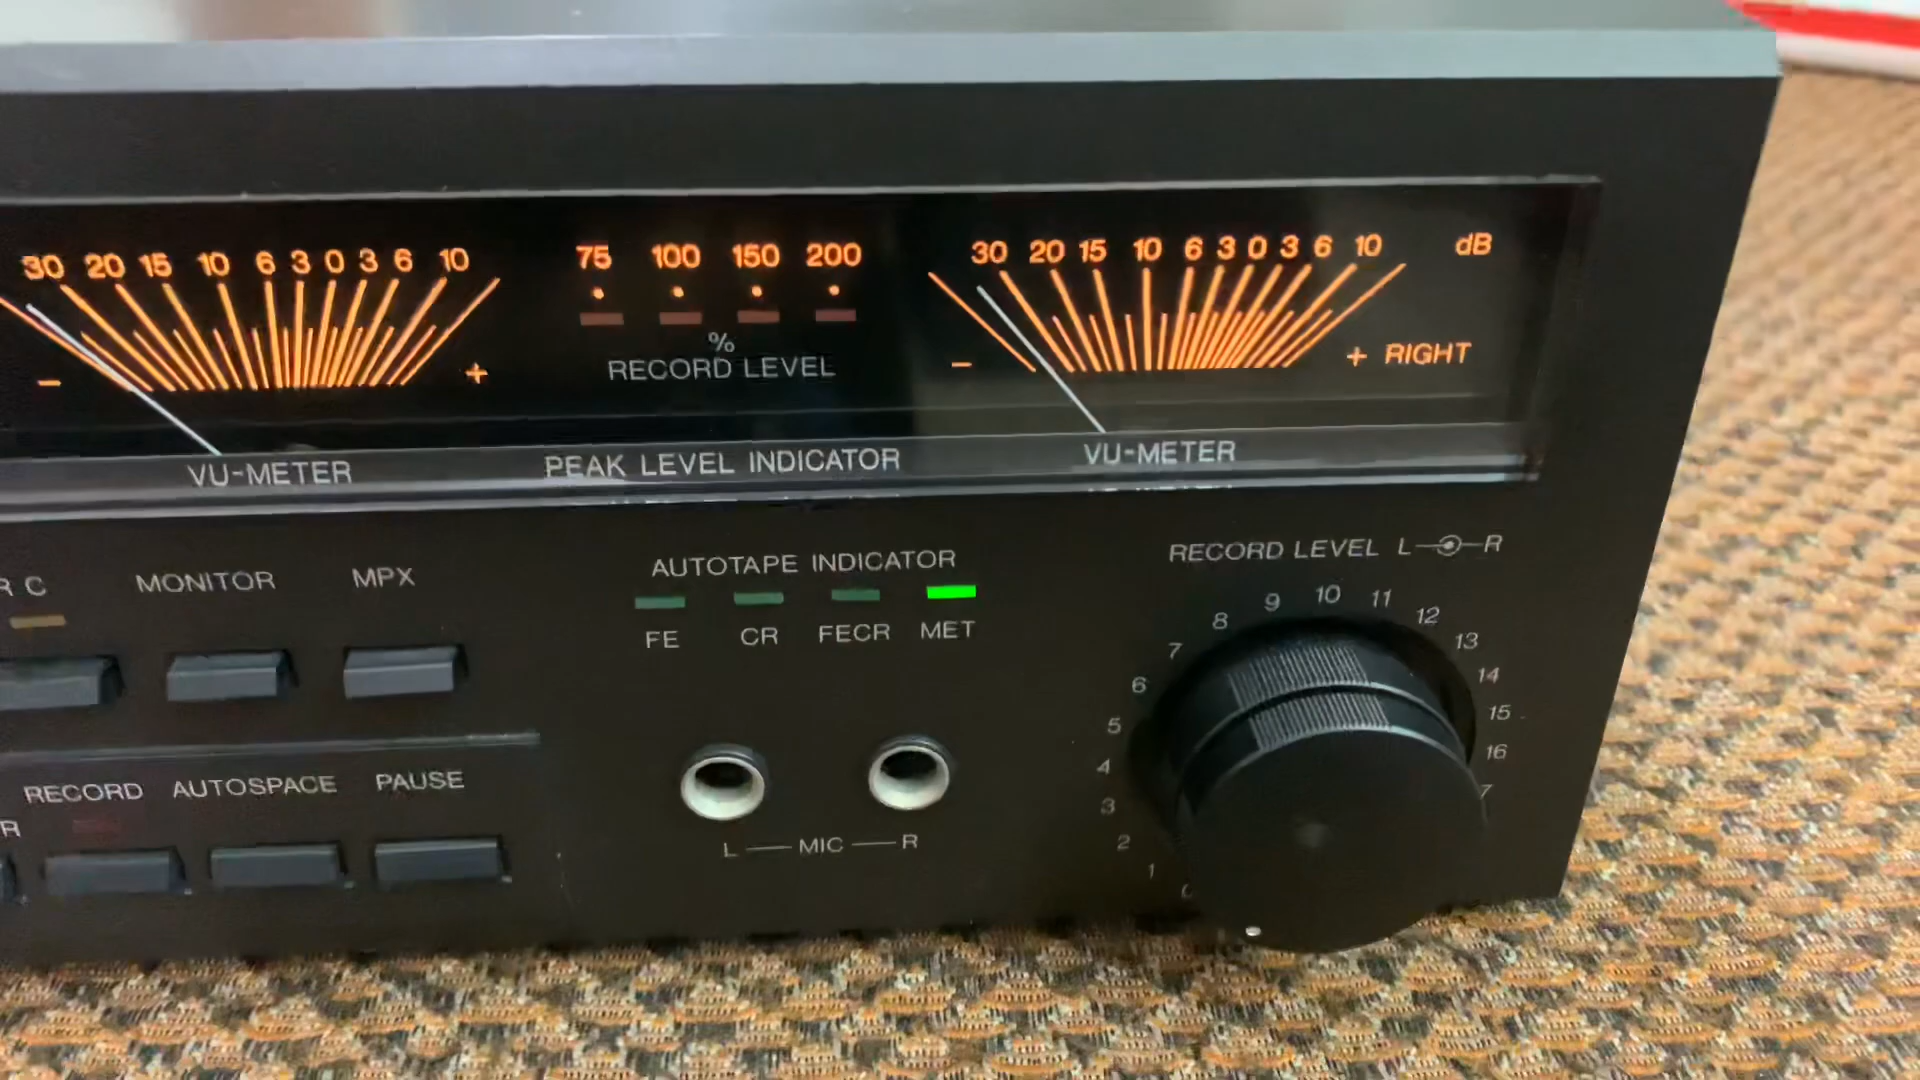 30 20 15 10 6 3 0 3 6 10
- +
75 100 150 200
%
RECORD LEVEL
30 20 15 10 6 3 0 3 6 10 dB
- + RIGHT
VU-METER
PEAK LEVEL INDICATOR
VU-METER
R C
MONITOR
MPX
AUTOTAPE INDICATOR
FE CR FECR MET
RECORD LEVEL L R
0 1 2 3 4 5 6 7 8 9 10 11 12 13 14 15 16 7
RECORD
AUTOSPACE
PAUSE
R
L MIC R